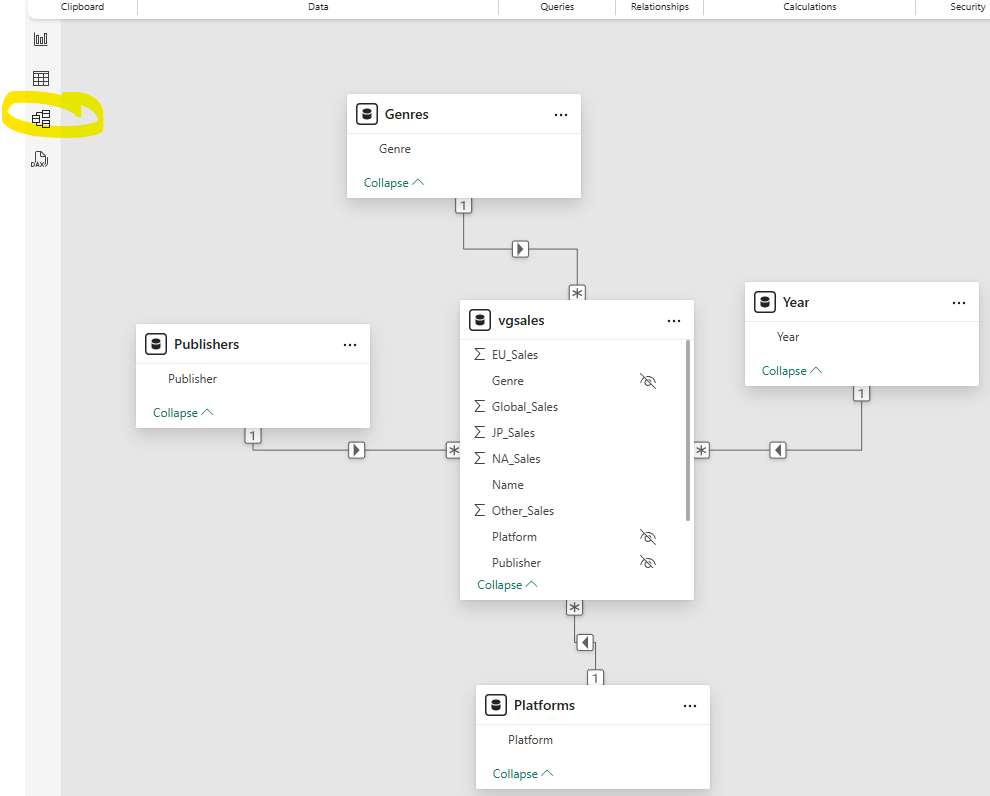 Clipboard
Data
Queries
Relationships
Calculations
Security
DAX
Genres
Genre
Collapse
1
*
Publishers
Publisher
Collapse
1
*
vgsales
Σ EU_Sales
Genre
Σ Global_Sales
Σ JP_Sales
Σ NA_Sales
Name
Σ Other_Sales
Platform
Publisher
Collapse
Year
Year
Collapse
1
*
*
1
Platforms
Platform
Collapse